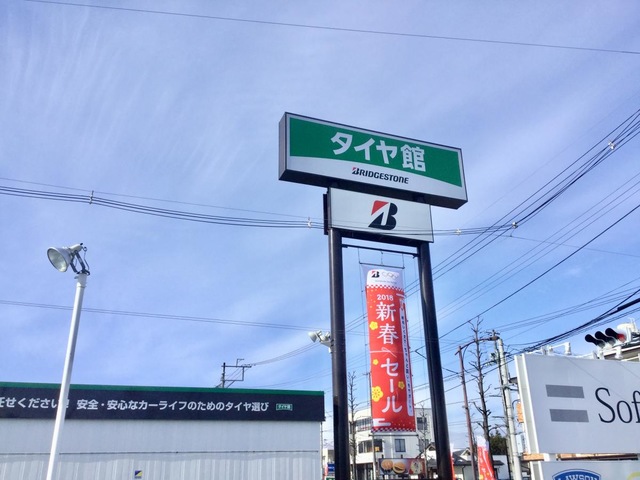 タイヤ館
BRIDGESTONE
B
2018
新春
セール
任せください! 安全・安心なカーライフのためのタイヤ選び タイヤ館
Sof
LAWSON